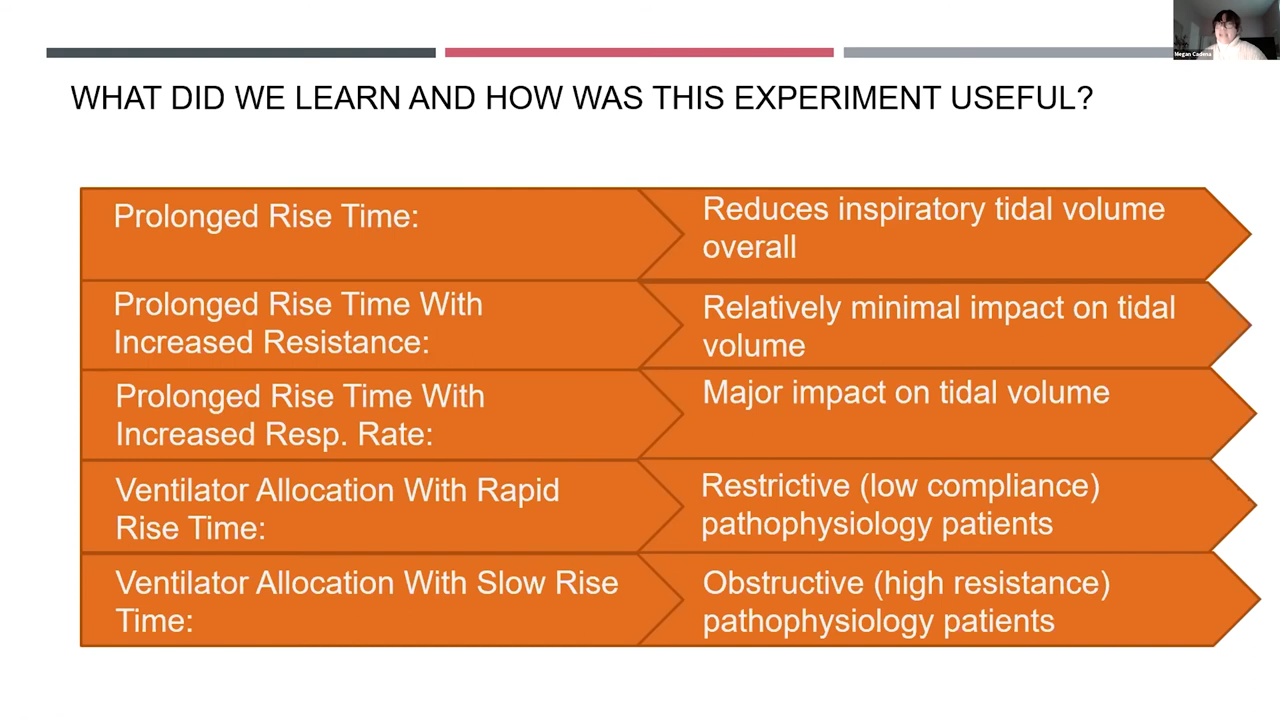 Megan Cadena
WHAT DID WE LEARN AND HOW WAS THIS EXPERIMENT USEFUL?
Prolonged Rise Time:
Reduces inspiratory tidal volume
overall
Prolonged Rise Time With
Increased Resistance:
Relatively minimal impact on tidal
volume
Prolonged Rise Time With
Increased Resp. Rate:
Major impact on tidal volume
Ventilator Allocation With Rapid
Rise Time:
Restrictive (low compliance)
pathophysiology patients
Ventilator Allocation With Slow Rise
Time:
Obstructive (high resistance)
pathophysiology patients